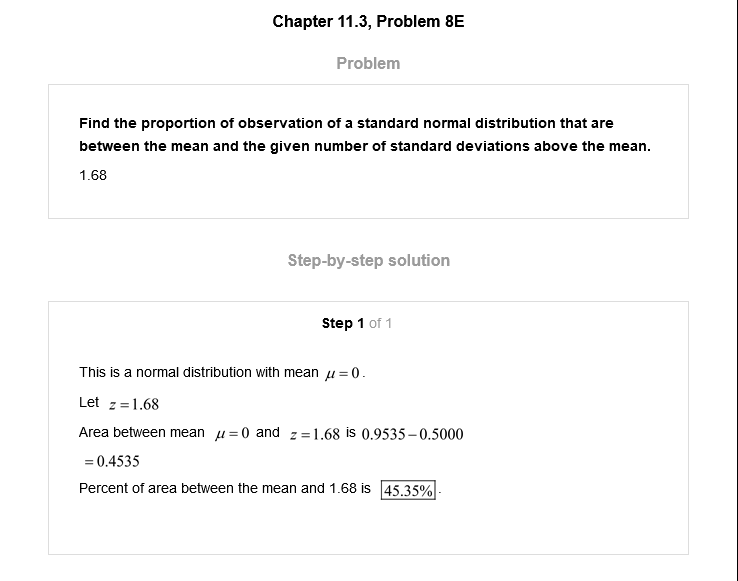 Chapter 11.3, Problem 8E
Problem
Find the proportion of observation of a standard normal distribution that are
between the mean and the given number of standard deviations above the mean.
1.68
Step-by-step solution
Step 1 of 1
This is a normal distribution with mean μ = 0.
Let z = 1.68
Area between mean μ = 0 and z = 1.68 is 0.9535 − 0.5000
= 0.4535
Percent of area between the mean and 1.68 is 45.35%.